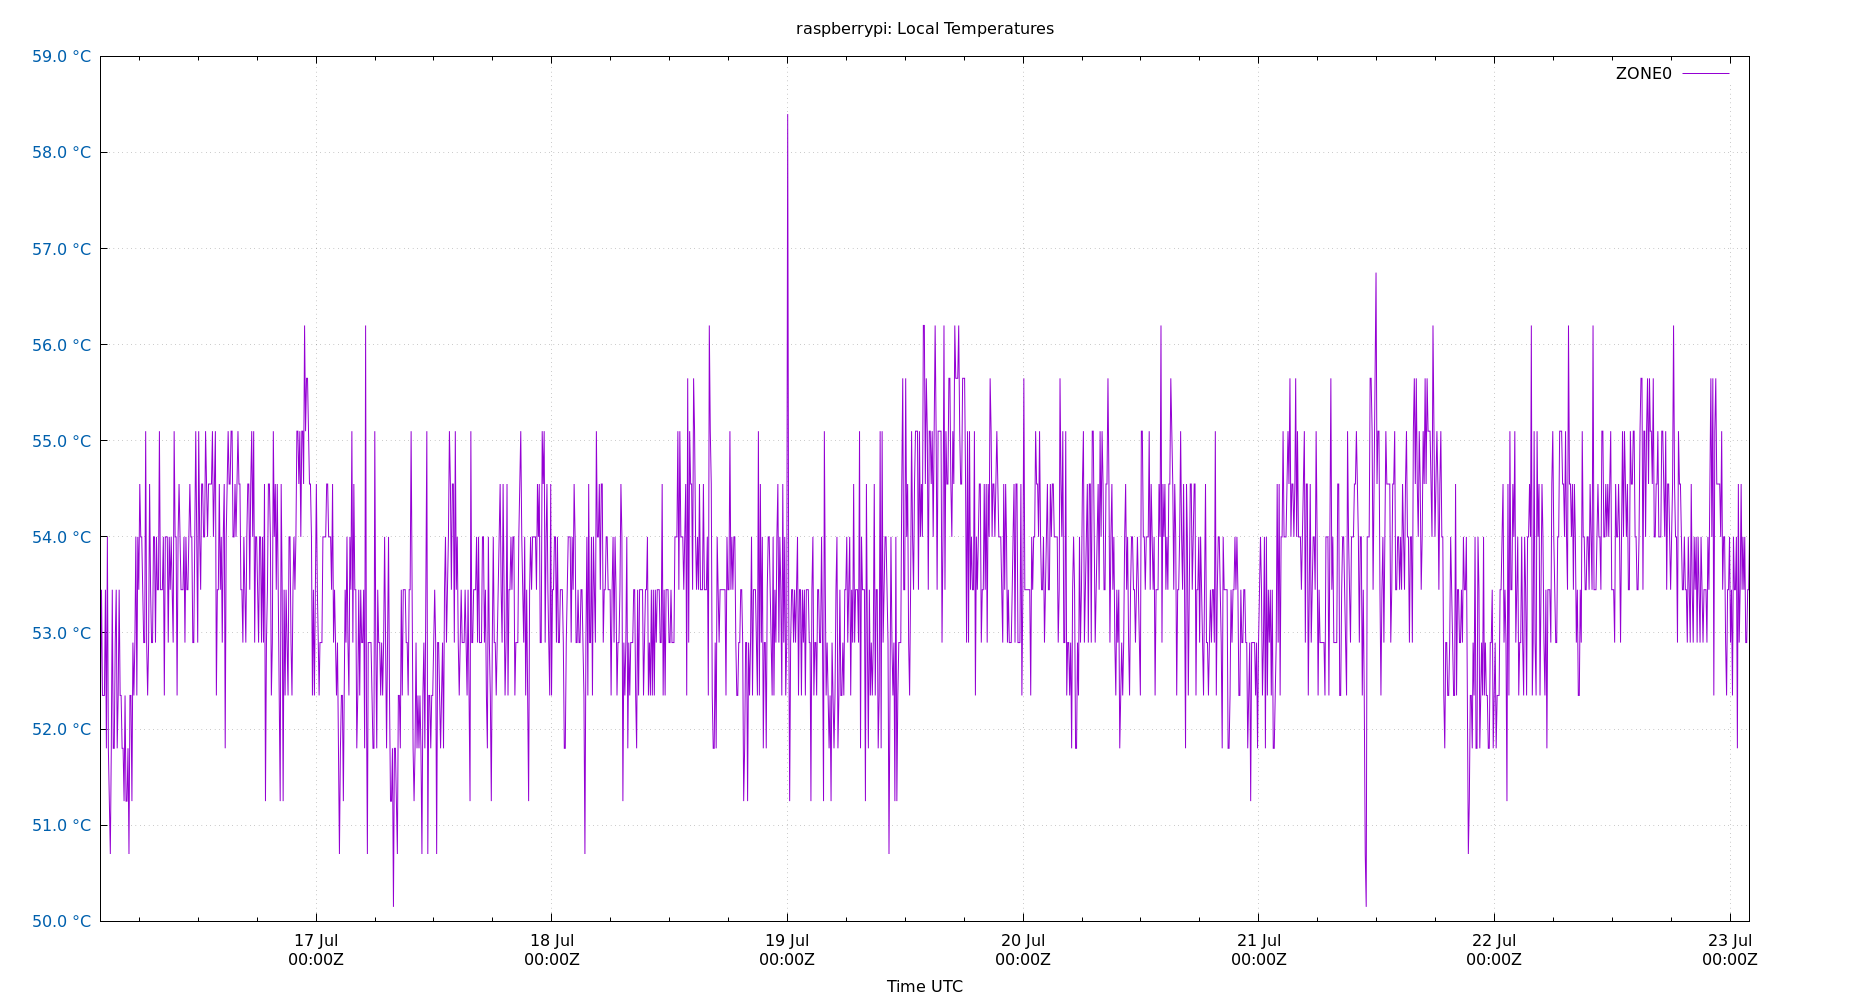 raspberrypi: Local Temperatures
ZONE0
59.0 °C
58.0 °C
57.0 °C
56.0 °C
55.0 °C
54.0 °C
53.0 °C
52.0 °C
51.0 °C
50.0 °C
17 Jul 18 Jul 19 Jul 20 Jul 21 Jul 22 Jul 23 Jul
00:00Z 00:00Z 00:00Z 00:00Z 00:00Z 00:00Z 00:00Z
Time UTC